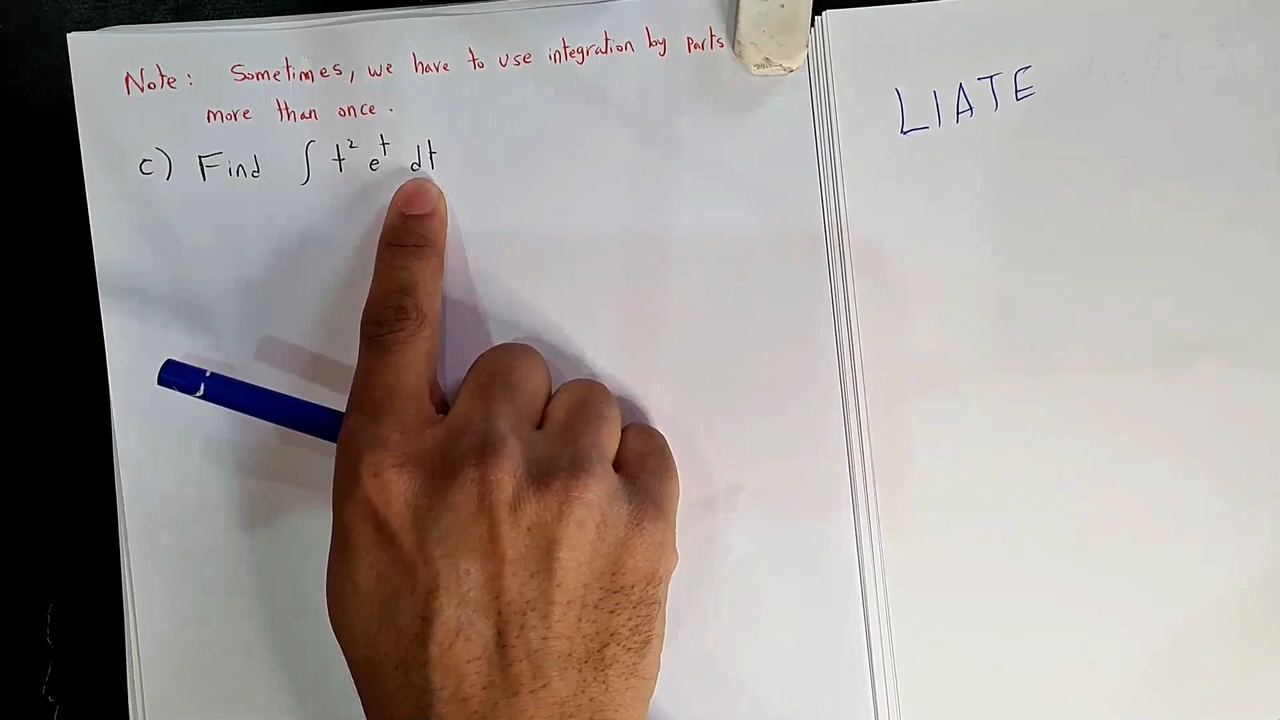 Note: Sometimes, we have to use integration by parts
more than once.
c) Find ∫ t² eᵗ dt
LIATE